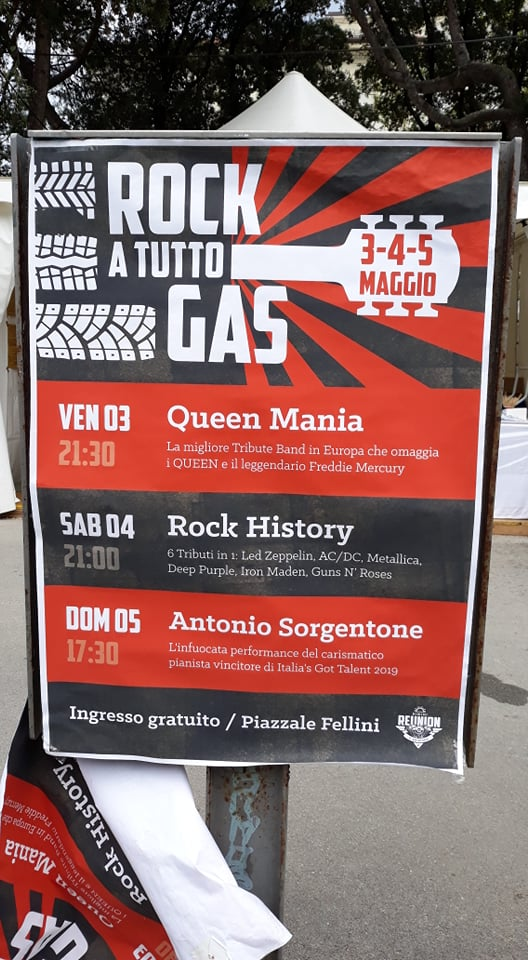 ROCK
A TUTTO
GAS
3-4-5
MAGGIO
VEN 03
21:30
Queen Mania
La migliore Tribute Band in Europa che omaggia
i QUEEN e il leggendario Freddie Mercury
SAB 04
21:00
Rock History
6 Tributi in 1: Led Zeppelin, AC/DC, Metallica,
Deep Purple, Iron Maden, Guns N' Roses
DOM 05
17:30
Antonio Sorgentone
L'infuocata performance del carismatico
pianista vincitore di Italia's Got Talent 2019
Ingresso gratuito / Piazzale Fellini
REUNION
Rock History
Queen Mania
GAS